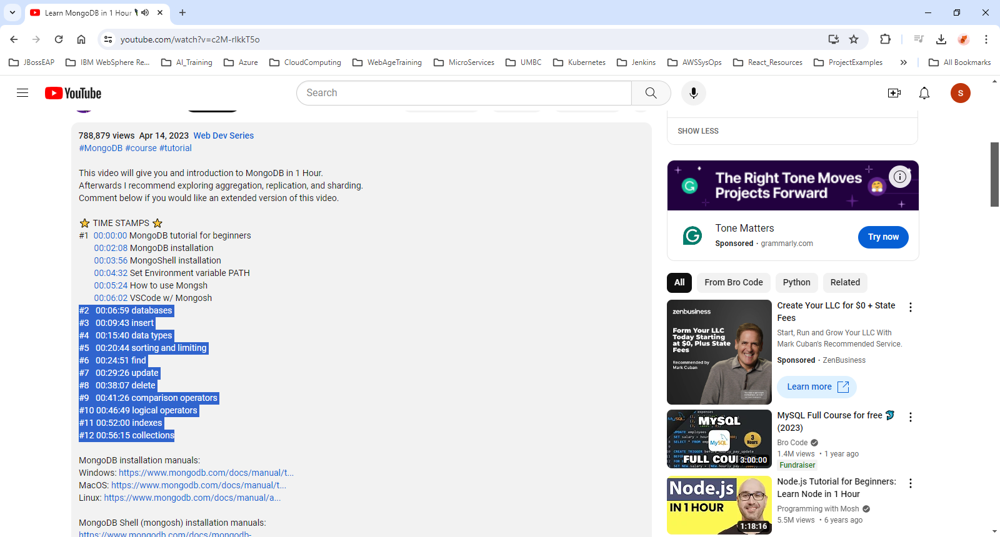 Learn MongoDB in 1 Hour
youtube.com/watch?v=c2M-rlkkT5o
JBossEAP
IBM WebSphere Re...
AI_Training
Azure
CloudComputing
WebAgeTraining
MicroServices
UMBC
Kubernetes
Jenkins
AWSSysOps
React_Resources
ProjectExamples
»
All Bookmarks
YouTube
Search
S
788,879 views Apr 14, 2023 Web Dev Series
#MongoDB #course #tutorial
This video will give you and introduction to MongoDB in 1 Hour.
Afterwards I recommend exploring aggregation, replication, and sharding.
Comment below if you would like an extended version of this video.
⭐ TIME STAMPS ⭐
#1 00:00:00 MongoDB tutorial for beginners
00:02:08 MongoDB installation
00:03:56 MongoShell installation
00:04:32 Set Environment variable PATH
00:05:24 How to use Mongsh
00:06:02 VSCode w/ Mongosh
#2 00:06:59 databases
#3 00:09:43 insert
#4 00:15:40 data types
#5 00:20:44 sorting and limiting
#6 00:24:51 find
#7 00:29:26 update
#8 00:38:07 delete
#9 00:41:26 comparison operators
#10 00:46:49 logical operators
#11 00:52:00 indexes
#12 00:56:15 collections
MongoDB installation manuals:
Windows: https://www.mongodb.com/docs/manual/t...
MacOS: https://www.mongodb.com/docs/manual/t...
Linux: https://www.mongodb.com/docs/manual/a...
MongoDB Shell (mongosh) installation manuals:
https://www.mongodb.com/docs/mongodb-
SHOW LESS
The Right Tone Moves
Projects Forward
Tone Matters
Sponsored · grammarly.com
Try now
All
From Bro Code
Python
Related
zenbusiness
Form Your LLC
Today Starting
at $0, Plus State
Fees
Recommended by
Mark Cuban
Create Your LLC for $0 + State
Fees
Start, Run and Grow Your LLC With
Mark Cuban's Recommended Service.
Sponsored · ZenBusiness
Learn more
MYSQL
MySQL
3
Hours
FULL COU
3:00:00
MySQL Full Course for free 🐬
(2023)
Bro Code
1.4M views · 1 year ago
Fundraiser
Node.js
IN 1 HOUR
1:18:16
Node.js Tutorial for Beginners:
Learn Node in 1 Hour
Programming with Mosh
5.5M views · 6 years ago